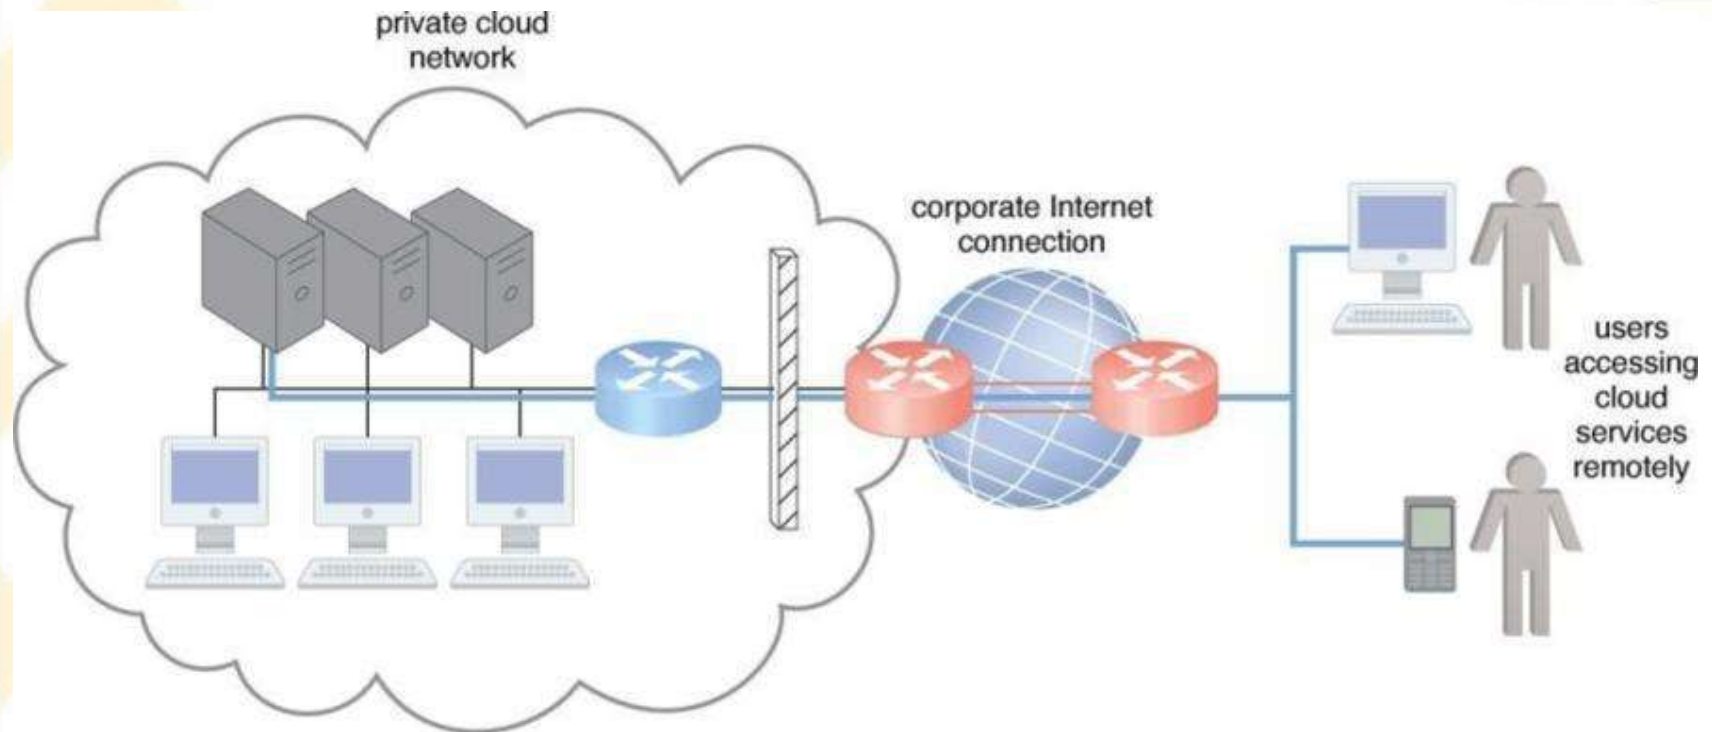 private cloud
network
corporate Internet
connection
users
accessing
cloud
services
remotely